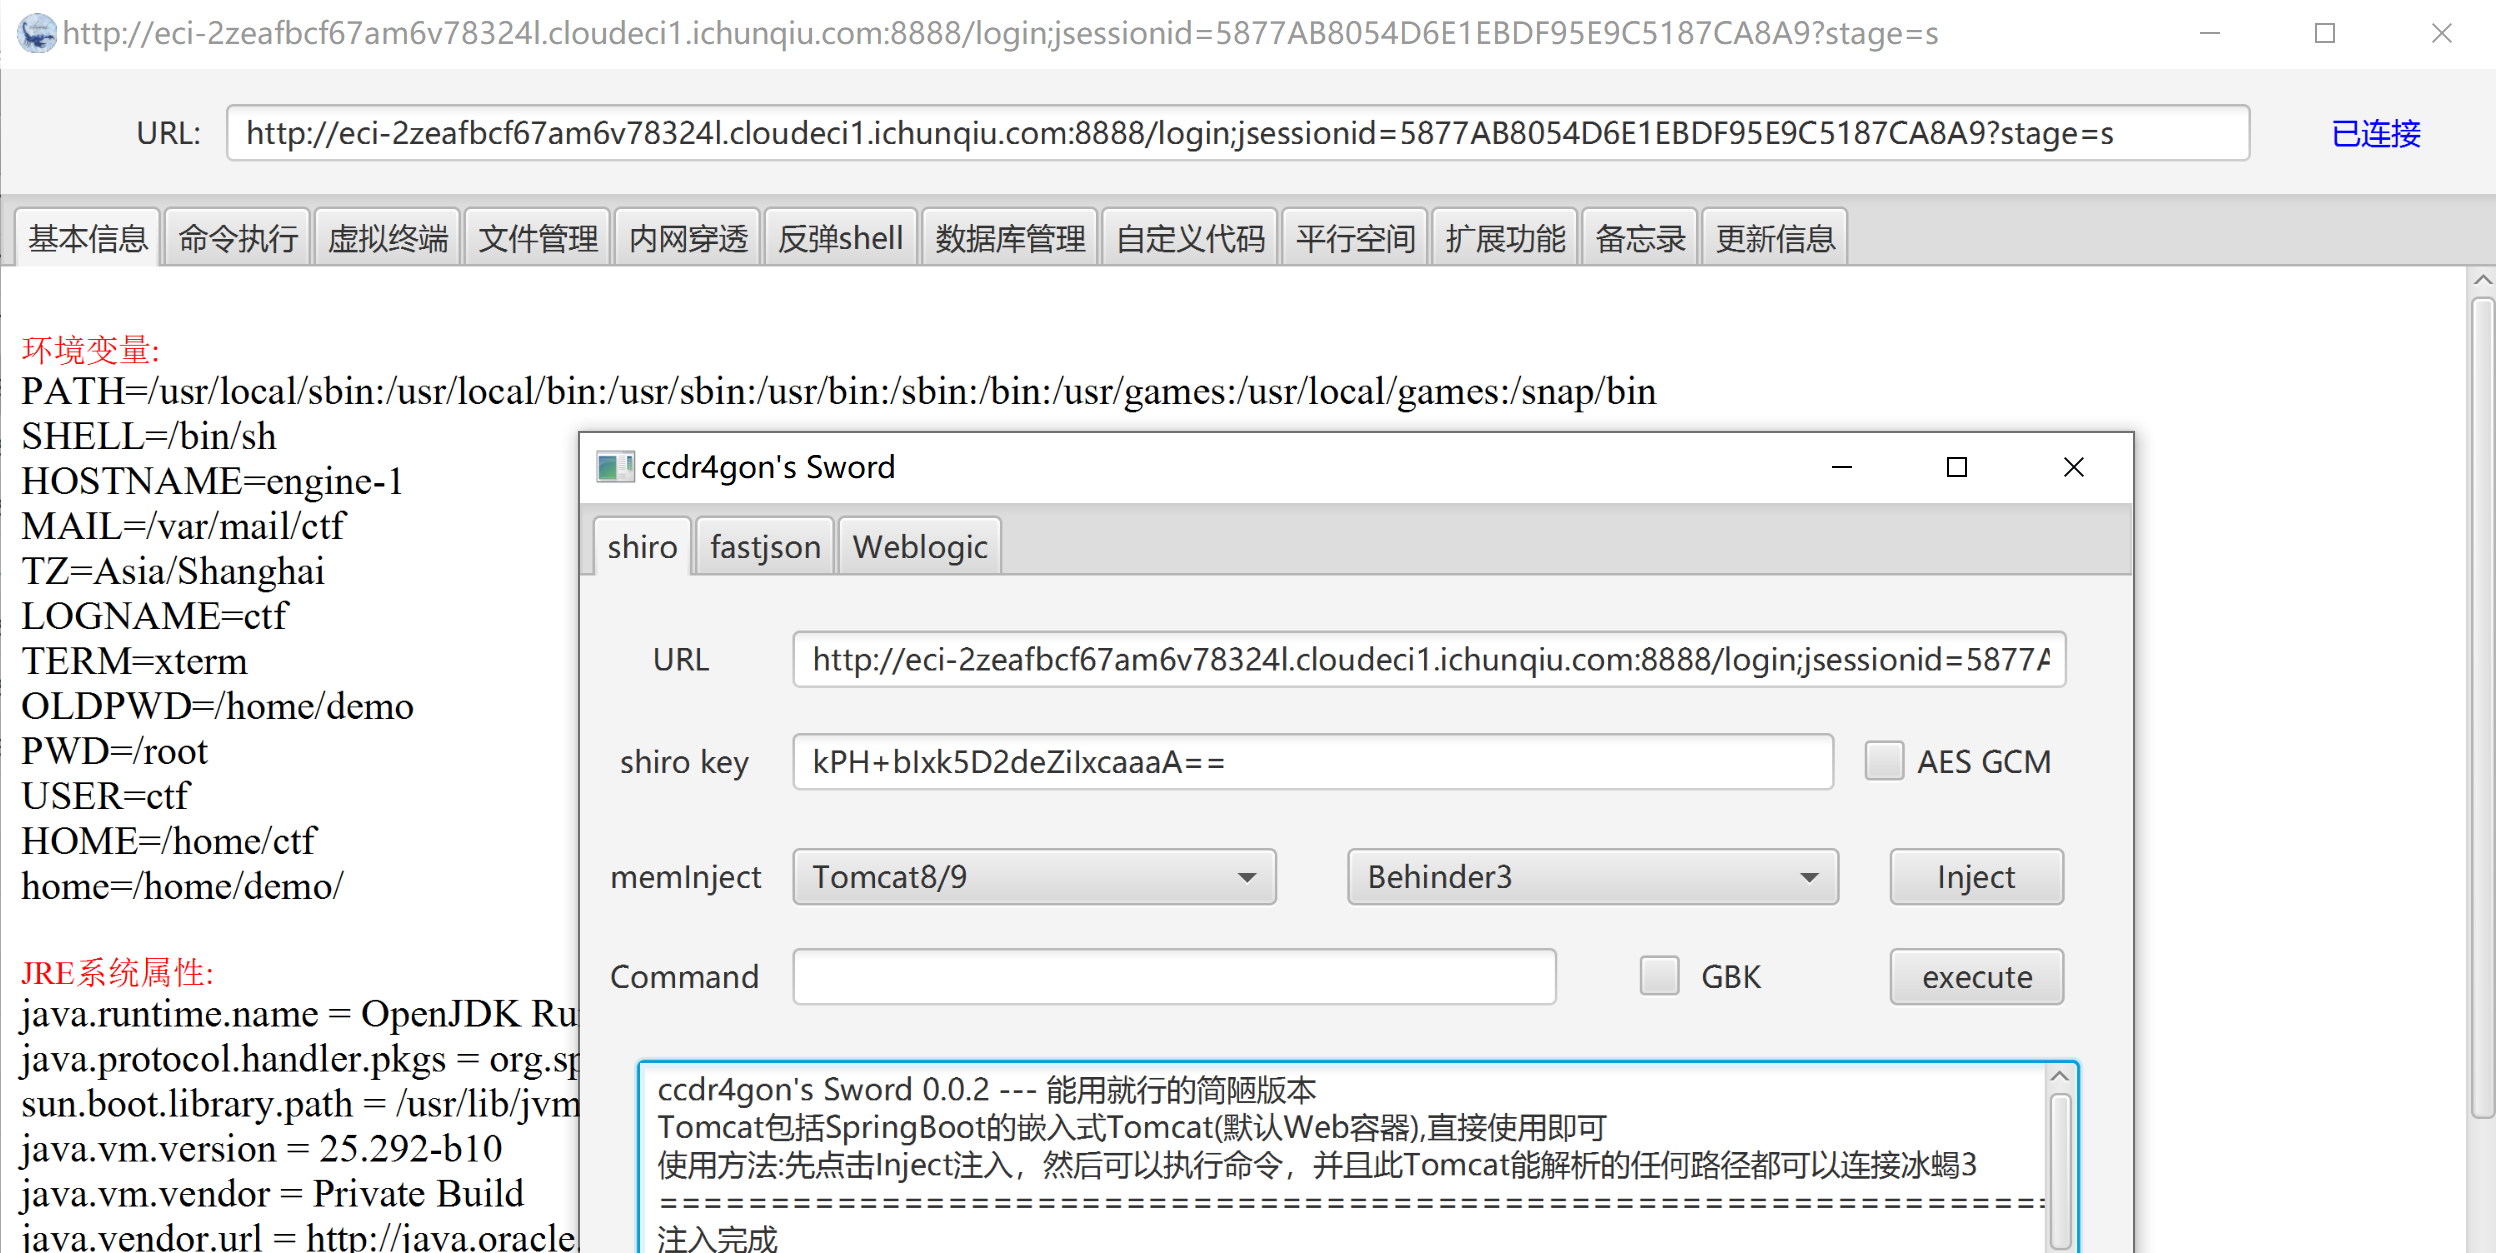 http://eci-2zeafbcf67am6v78324l.cloudeci1.ichunqiu.com:8888/login;jsessionid=5877AB8054D6E1EBDF95E9C5187CA8A9?stage=s
URL: http://eci-2zeafbcf67am6v78324l.cloudeci1.ichunqiu.com:8888/login;jsessionid=5877AB8054D6E1EBDF95E9C5187CA8A9?stage=s 已连接
基本信息 命令执行 虚拟终端 文件管理 内网穿透 反弹shell 数据库管理 自定义代码 平行空间 扩展功能 备忘录 更新信息
环境变量:
PATH=/usr/local/sbin:/usr/local/bin:/usr/sbin:/usr/bin:/sbin:/bin:/usr/games:/usr/local/games:/snap/bin
SHELL=/bin/sh
HOSTNAME=engine-1
MAIL=/var/mail/ctf
TZ=Asia/Shanghai
LOGNAME=ctf
TERM=xterm
OLDPWD=/home/demo
PWD=/root
USER=ctf
HOME=/home/ctf
home=/home/demo/
JRE系统属性:
java.runtime.name = OpenJDK Ru
java.protocol.handler.pkgs = org.sp
sun.boot.library.path = /usr/lib/jvm
java.vm.version = 25.292-b10
java.vm.vendor = Private Build
java.vendor.url = http://java.oracle.
ccdr4gon's Sword
shiro fastjson Weblogic
URL http://eci-2zeafbcf67am6v78324l.cloudeci1.ichunqiu.com:8888/login;jsessionid=5877A
shiro key kPH+bIxk5D2deZiIxcaaaA== AES GCM
memInject Tomcat8/9 Behinder3 Inject
Command GBK execute
ccdr4gon's Sword 0.0.2 --- 能用就行的简陋版本
Tomcat包括SpringBoot的嵌入式Tomcat(默认Web容器),直接使用即可
使用方法:先点击Inject注入，然后可以执行命令，并且此Tomcat能解析的任何路径都可以连接冰蝎3
===============================================================
注入完成